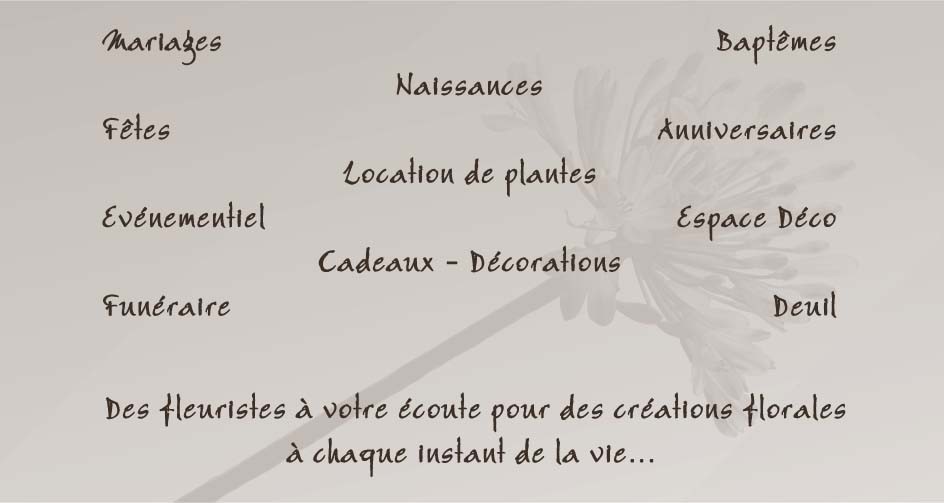 Mariages
Baptêmes
Naissances
Fêtes
Anniversaires
Location de plantes
Evénementiel
Espace Déco
Cadeaux - Décorations
Funéraire
Deuil
Des fleuristes à votre écoute pour des créations florales
à chaque instant de la vie...